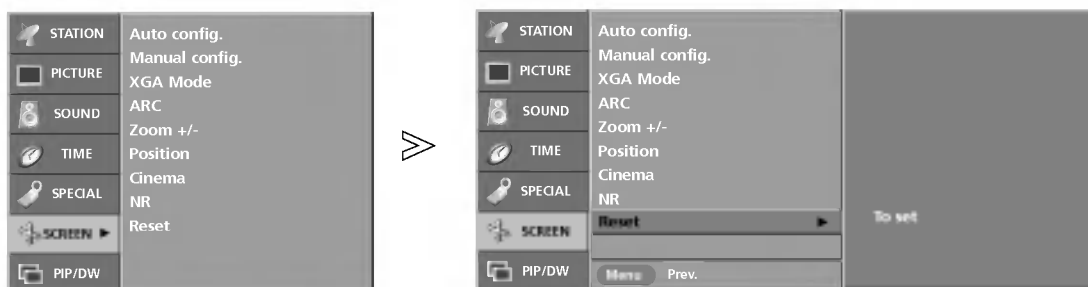 STATION
PICTURE
SOUND
TIME
SPECIAL
SCREEN
PIP/DW
Auto config.
Manual config.
XGA Mode
ARC
Zoom +/-
Position
Cinema
NR
Reset
STATION
PICTURE
SOUND
TIME
SPECIAL
SCREEN
PIP/DW
Auto config.
Manual config.
XGA Mode
ARC
Zoom +/-
Position
Cinema
NR
Reset
Menu Prev.
To set